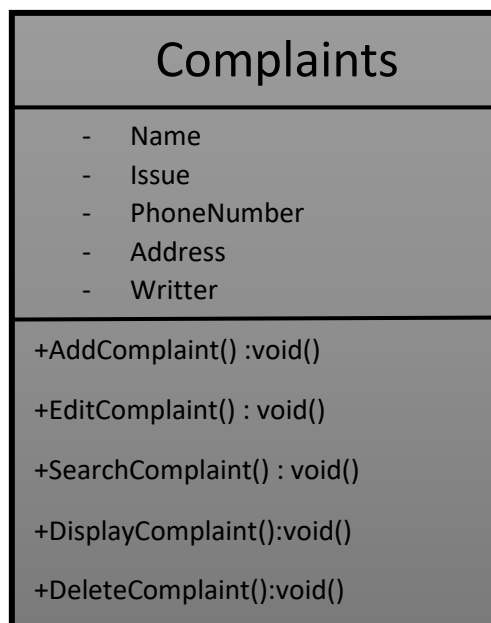 Complaints
- Name
- Issue
- PhoneNumber
- Address
- Writter
+AddComplaint() :void()
+EditComplaint() : void()
+SearchComplaint() : void()
+DisplayComplaint():void()
+DeleteComplaint():void()